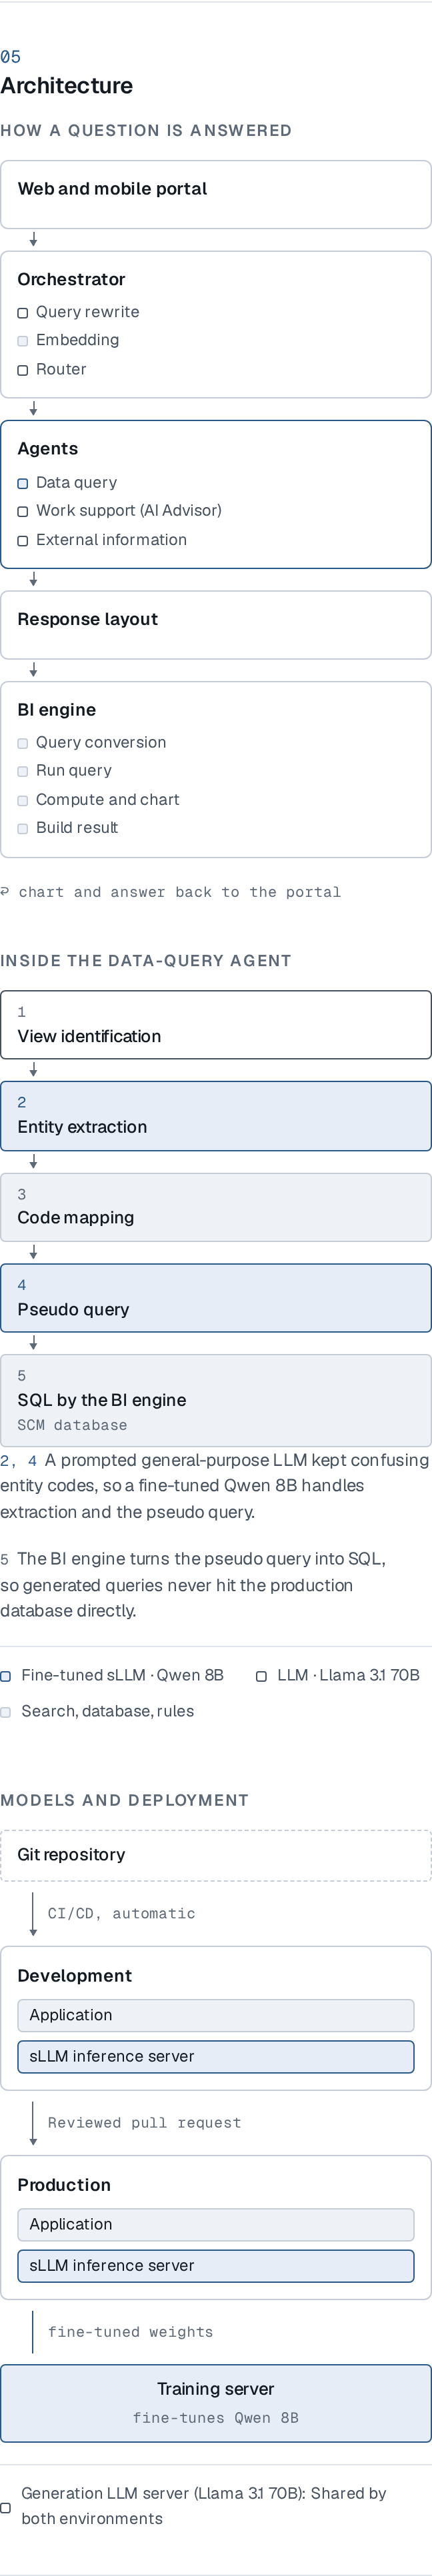 05
Architecture
HOW A QUESTION IS ANSWERED
Web and mobile portal
Orchestrator
Query rewrite
Embedding
Router
Agents
Data query
Work support (AI Advisor)
External information
Response layout
BI engine
Query conversion
Run query
Compute and chart
Build result
chart and answer back to the portal
INSIDE THE DATA-QUERY AGENT
1
View identification
2
Entity extraction
3
Code mapping
4
Pseudo query
5
SQL by the BI engine
SCM database
2, 4 A prompted general-purpose LLM kept confusing
entity codes, so a fine-tuned Qwen 8B handles
extraction and the pseudo query.
5 The BI engine turns the pseudo query into SQL,
so generated queries never hit the production
database directly.
Fine-tuned sLLM · Qwen 8B LLM · Llama 3.1 70B
Search, database, rules
MODELS AND DEPLOYMENT
Git repository
CI/CD, automatic
Development
Application
sLLM inference server
Reviewed pull request
Production
Application
sLLM inference server
fine-tuned weights
Training server
fine-tunes Qwen 8B
Generation LLM server (Llama 3.1 70B): Shared by
both environments